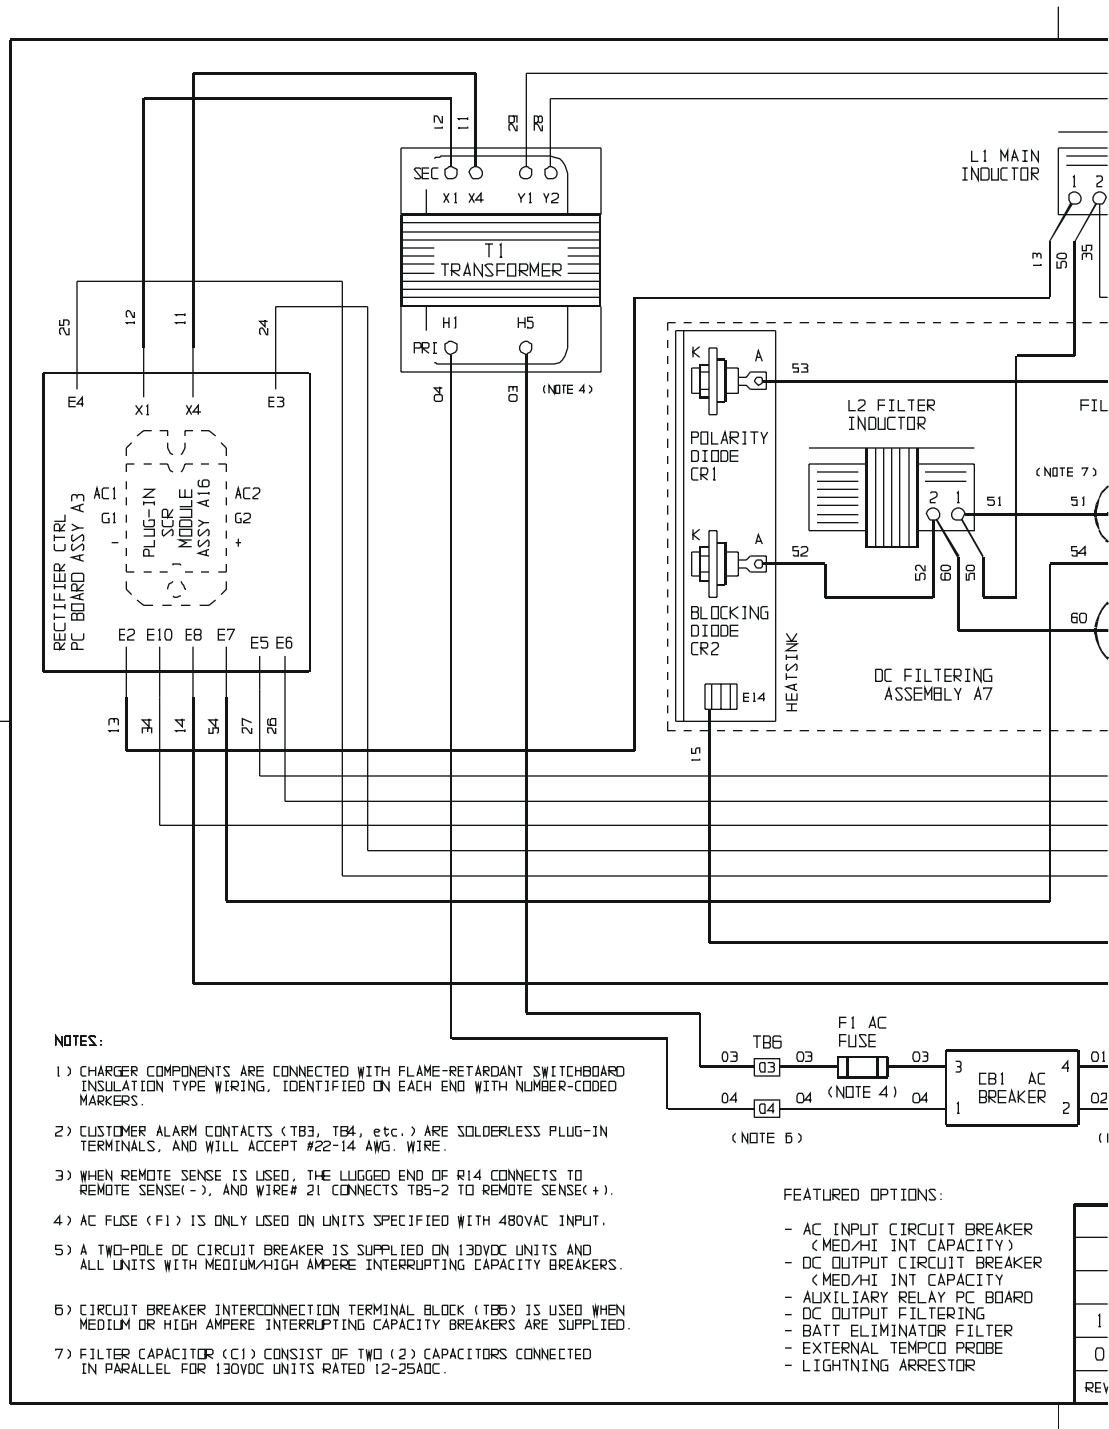 12
11
29
28
SEC
X1 X4
Y1 Y2
T1
TRANSFORMER
H1
H5
PRI
04
03
(NOTE 4)
L1 MAIN
INDUCTOR
1 2
13
50
35
25
12
11
24
E4
X1
X4
E3
AC1
G1
-
AC2
G2
+
PLUG-IN
SCR
MODULE
ASSY A16
RECTIFIER CTRL
PC BOARD ASSY A3
E2 E10 E8 E7 E5 E6
13
34
14
54
27
26
K
A
53
POLARITY
DIODE
CR1
K
A
52
BLOCKING
DIODE
CR2
E14
HEATSINK
15
L2 FILTER
INDUCTOR
2 1
51
52
60
50
FIL
(NOTE 7)
51
54
60
DC FILTERING
ASSEMBLY A7
TB6
F1 AC
FUSE
03
03
03
03
04
04
04
04
(NOTE 4)
(NOTE 6)
3
4
1
2
CB1 AC
BREAKER
01
02
NOTES:
1) CHARGER COMPONENTS ARE CONNECTED WITH FLAME-RETARDANT SWITCHBOARD
INSULATION TYPE WIRING, IDENTIFIED ON EACH END WITH NUMBER-CODED
MARKERS.
2) CUSTOMER ALARM CONTACTS (TB3, TB4, etc.) ARE SOLDERLESS PLUG-IN
TERMINALS, AND WILL ACCEPT #22-14 AWG. WIRE.
3) WHEN REMOTE SENSE IS USED, THE LUGGED END OF R14 CONNECTS TO
REMOTE SENSE(-), AND WIRE# 21 CONNECTS TB5-2 TO REMOTE SENSE(+).
4) AC FUSE (F1) IS ONLY USED ON UNITS SPECIFIED WITH 480VAC INPUT.
5) A TWO-POLE DC CIRCUIT BREAKER IS SUPPLIED ON 130VDC UNITS AND
ALL UNITS WITH MEDIUM/HIGH AMPERE INTERRUPTING CAPACITY BREAKERS.
6) CIRCUIT BREAKER INTERCONNECTION TERMINAL BLOCK (TB6) IS USED WHEN
MEDIUM OR HIGH AMPERE INTERRUPTING CAPACITY BREAKERS ARE SUPPLIED.
7) FILTER CAPACITOR (C1) CONSIST OF TWO (2) CAPACITORS CONNECTED
IN PARALLEL FOR 130VDC UNITS RATED 12-25ADC.
FEATURED OPTIONS:
- AC INPUT CIRCUIT BREAKER
(MED/HI INT CAPACITY)
- DC OUTPUT CIRCUIT BREAKER
(MED/HI INT CAPACITY
- AUXILIARY RELAY PC BOARD
- DC OUTPUT FILTERING
- BATT ELIMINATOR FILTER
- EXTERNAL TEMPCO PROBE
- LIGHTNING ARRESTOR
1
0
REV